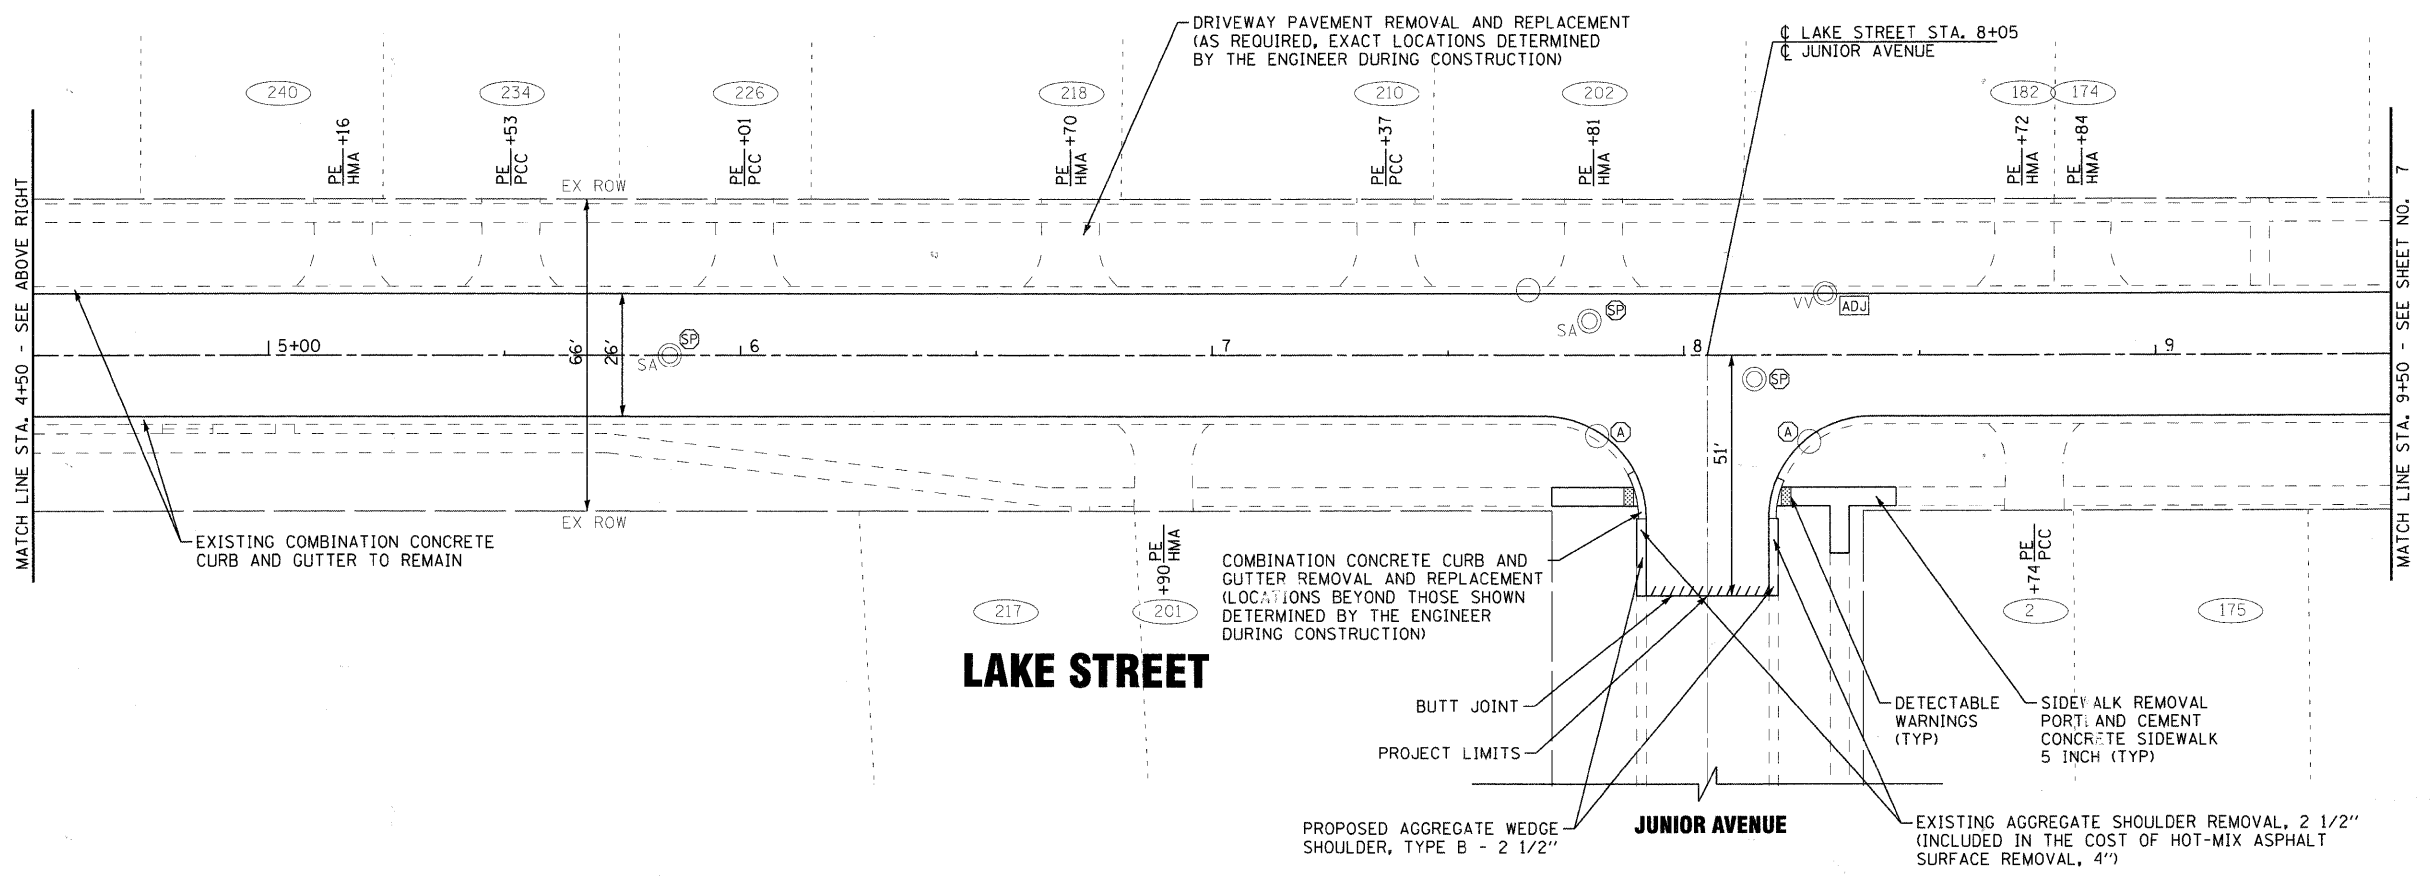 DRIVEWAY PAVEMENT REMOVAL AND REPLACEMENT
(AS REQUIRED, EXACT LOCATIONS DETERMINED
BY THE ENGINEER DURING CONSTRUCTION)
℄ LAKE STREET STA. 8+05
℄ JUNIOR AVENUE
240
234
226
218
210
202
182
174
PE +16
HMA
PE +53
PCC
PE +01
PCC
PE +70
HMA
PE +37
PCC
PE +81
HMA
PE +72
HMA
PE +84
HMA
MATCH LINE STA. 4+50 - SEE ABOVE RIGHT
MATCH LINE STA. 9+50 - SEE SHEET NO. 7
EX ROW
66'
26'
5+00
6
7
8
9
SA
SP
SA
SP
VV
ADJ
SP
A
A
51'
EX ROW
EXISTING COMBINATION CONCRETE
CURB AND GUTTER TO REMAIN
+90 PE
HMA
+74 PE
PCC
217
201
2
175
COMBINATION CONCRETE CURB AND
GUTTER REMOVAL AND REPLACEMENT
(LOCATIONS BEYOND THOSE SHOWN
DETERMINED BY THE ENGINEER
DURING CONSTRUCTION)
LAKE STREET
BUTT JOINT
PROJECT LIMITS
DETECTABLE
WARNINGS
(TYP)
SIDEWALK REMOVAL
PORTLAND CEMENT
CONCRETE SIDEWALK
5 INCH (TYP)
PROPOSED AGGREGATE WEDGE
SHOULDER, TYPE B - 2 1/2"
JUNIOR AVENUE
EXISTING AGGREGATE SHOULDER REMOVAL, 2 1/2"
(INCLUDED IN THE COST OF HOT-MIX ASPHALT
SURFACE REMOVAL, 4")